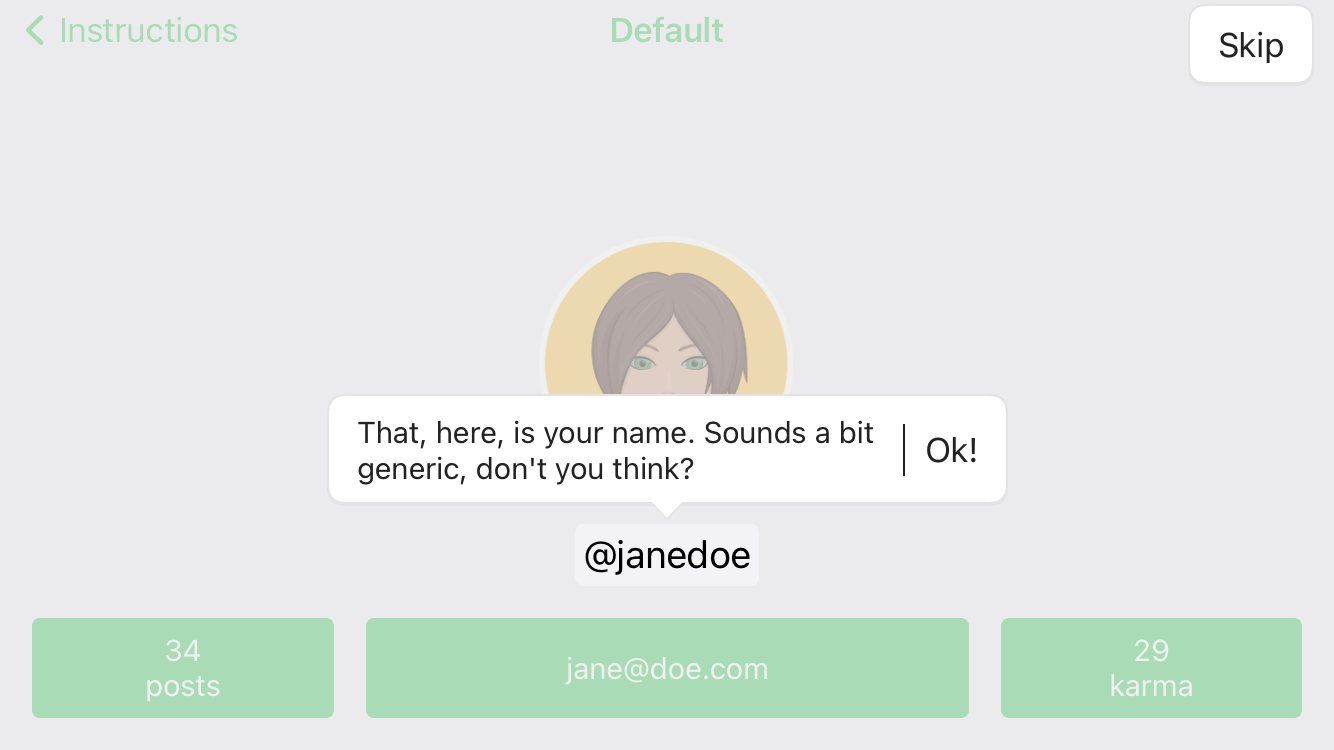 Instructions
Default
Skip
That, here, is your name. Sounds a bit
generic, don't you think?
Ok!
@janedoe
34
posts
jane@doe.com
29
karma